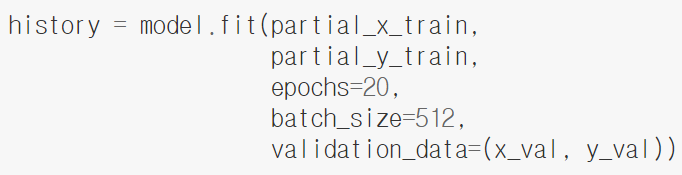 history = model.fit(partial_x_train,
partial_y_train,
epochs=20,
batch_size=512,
validation_data=(x_val, y_val))